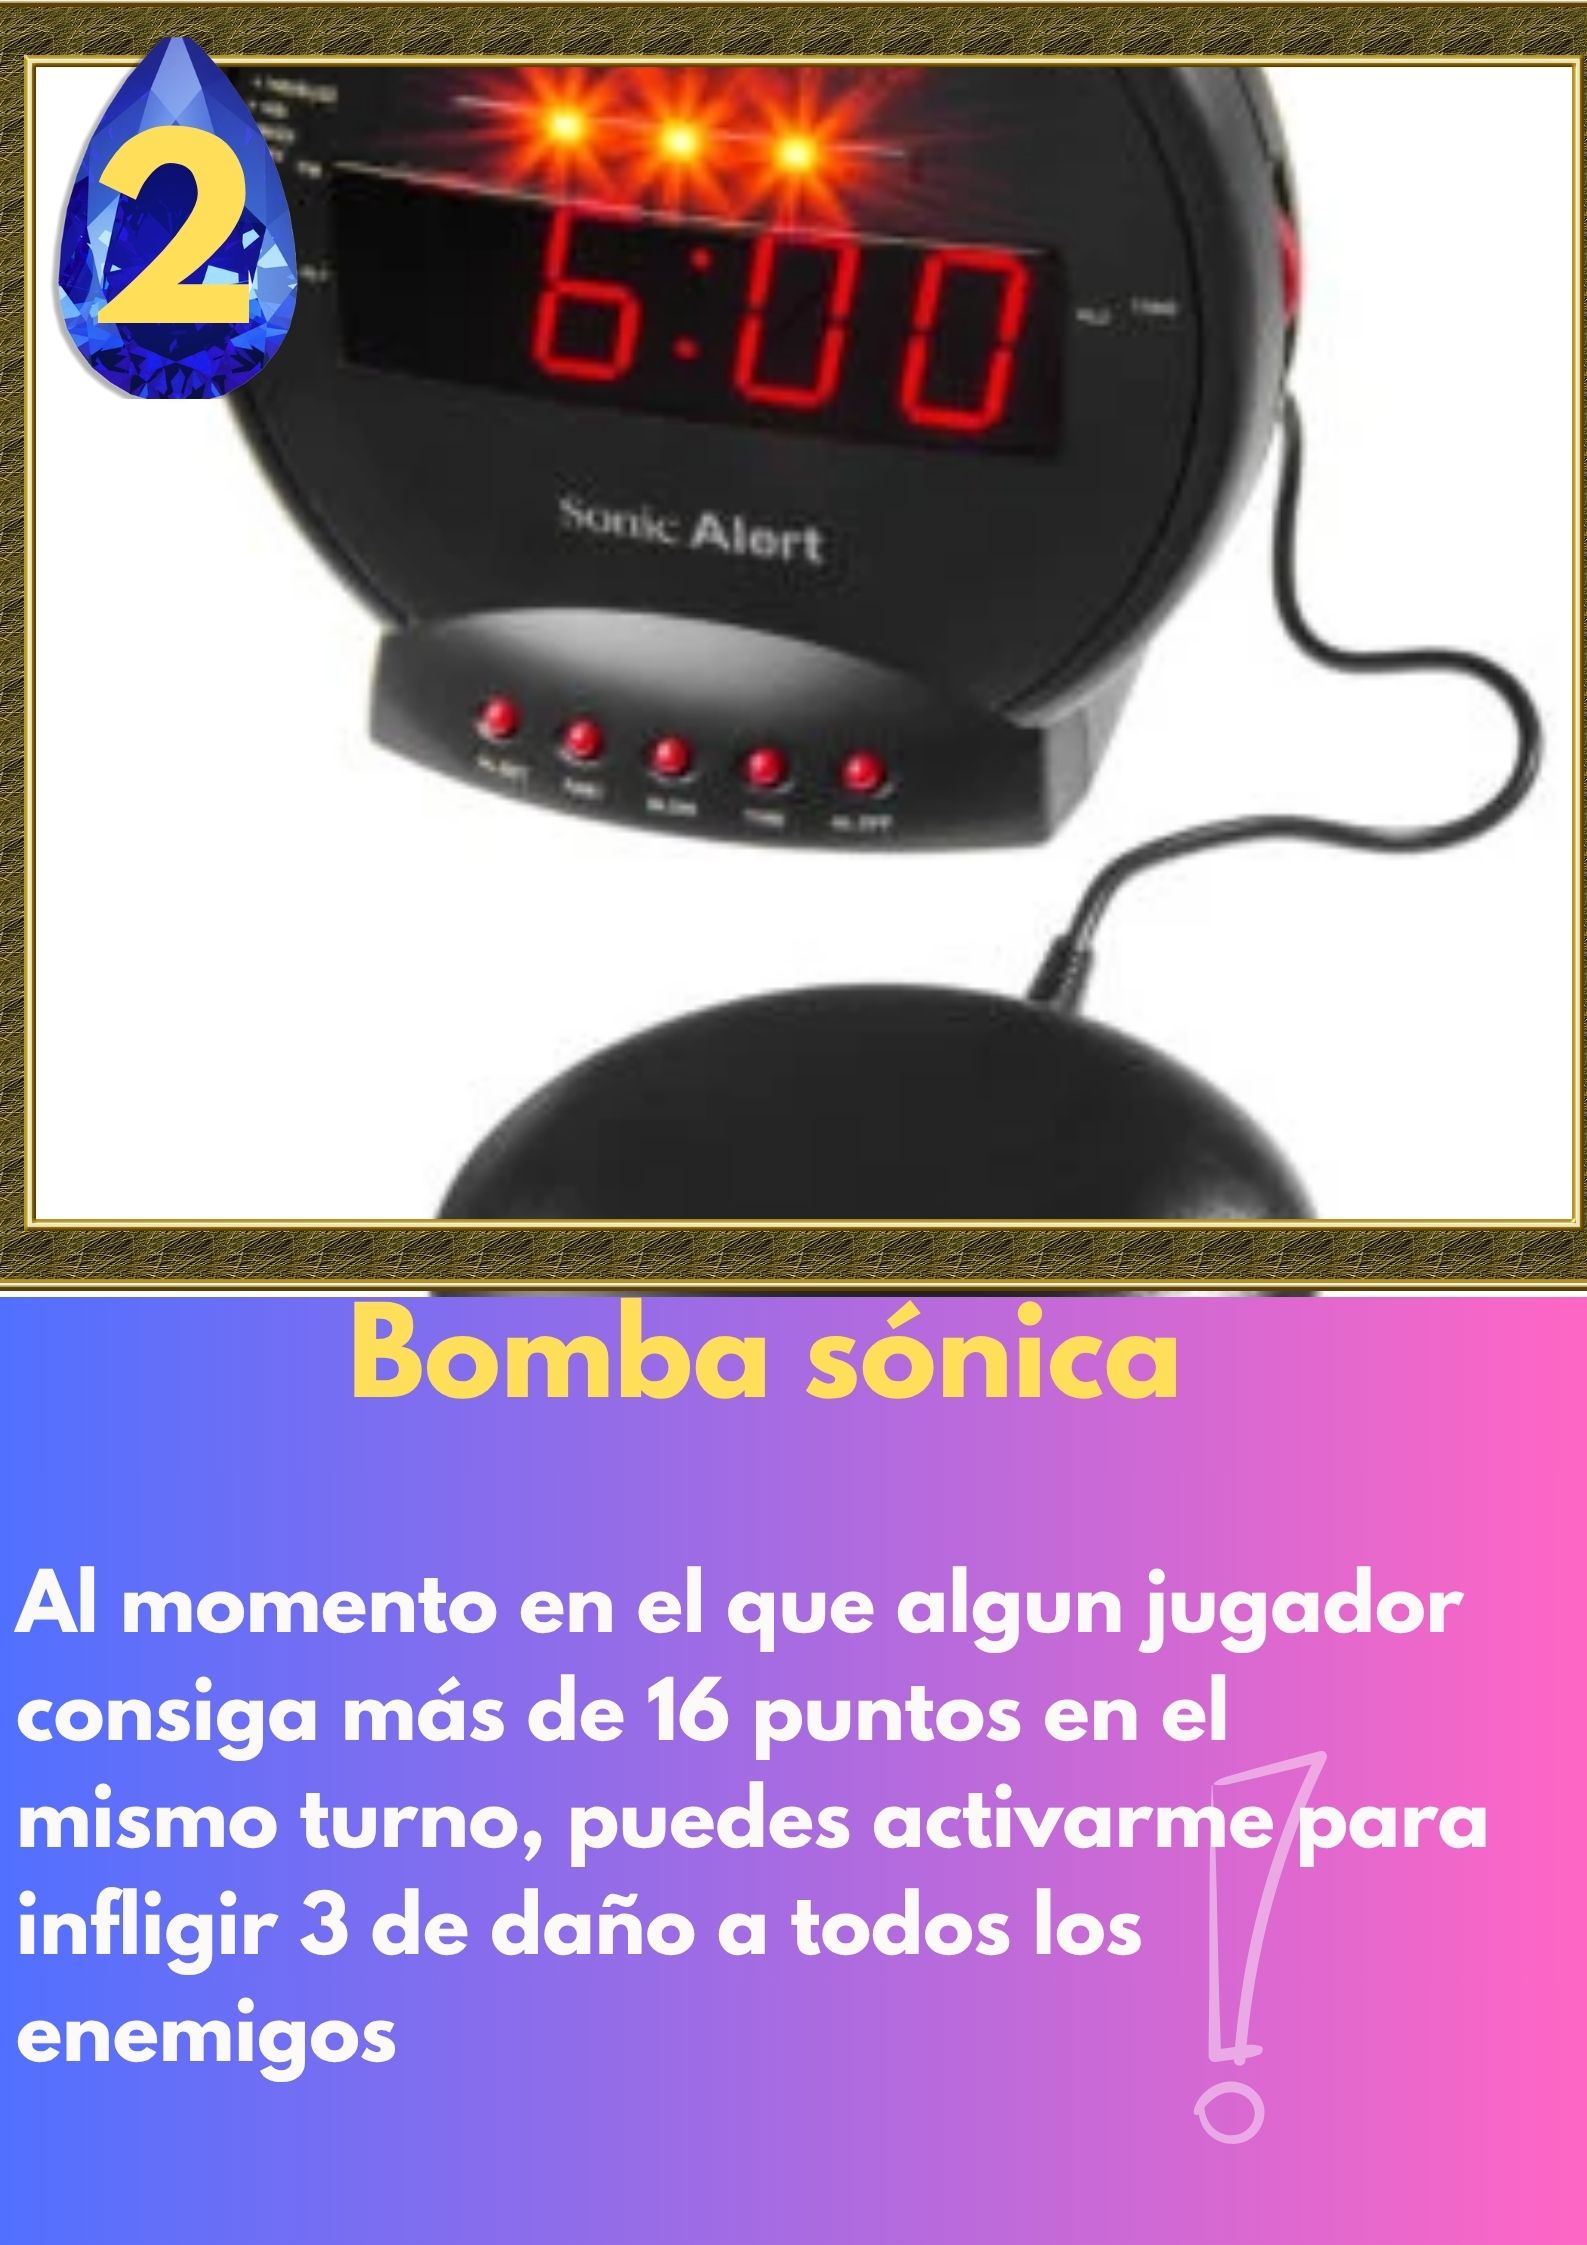 2
6:00
Sonic Alert
Bomba sónica
Al momento en el que algun jugador
consiga más de 16 puntos en el
mismo turno, puedes activarme para
infligir 3 de daño a todos los
enemigos